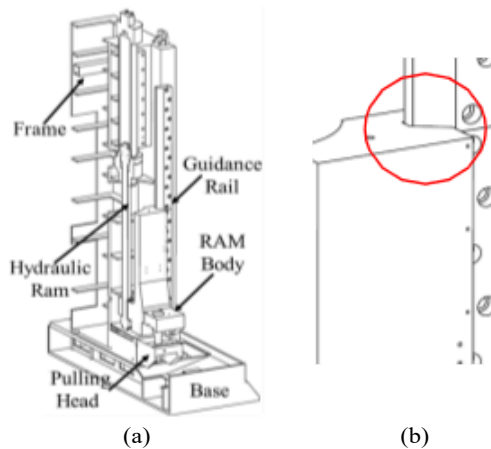 Frame
Guidance
Rail
RAM
Body
Hydraulic
Ram
Pulling
Head
Base
(a)
(b)